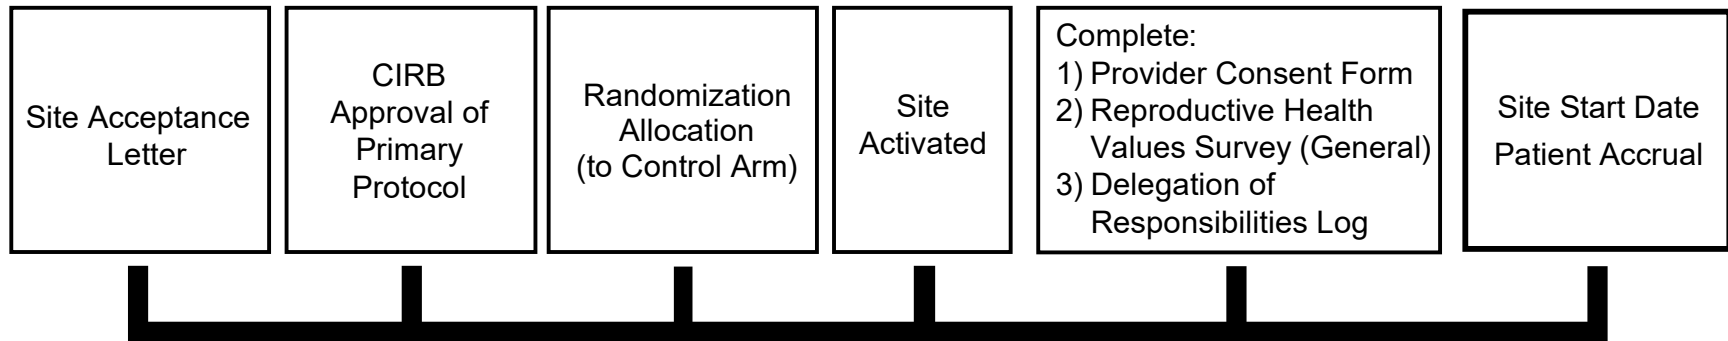 Site Acceptance
Letter
CIRB
Approval of
Primary
Protocol
Randomization
Allocation
(to Control Arm)
Site
Activated
Complete:
1) Provider Consent Form
2) Reproductive Health
Values Survey (General)
3) Delegation of
Responsibilities Log
Site Start Date
Patient Accrual